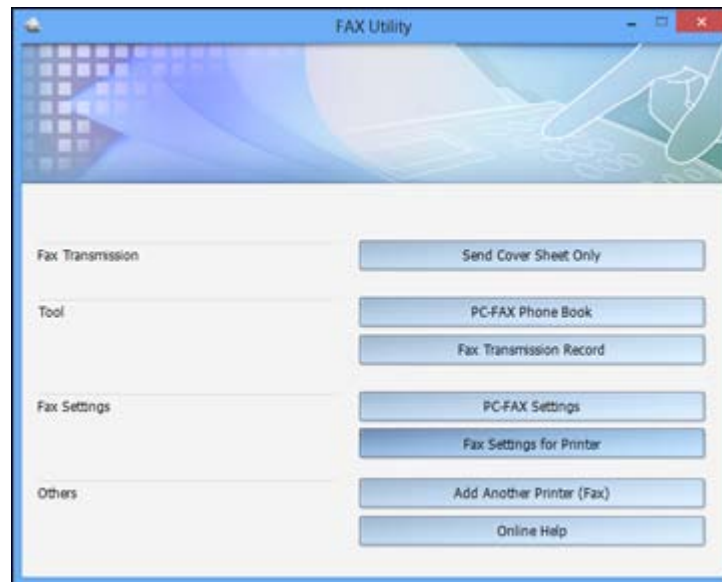 FAX Utility
Fax Transmission
Send Cover Sheet Only
Tool
PC-FAX Phone Book
Fax Transmission Record
Fax Settings
PC-FAX Settings
Fax Settings for Printer
Others
Add Another Printer (Fax)
Online Help